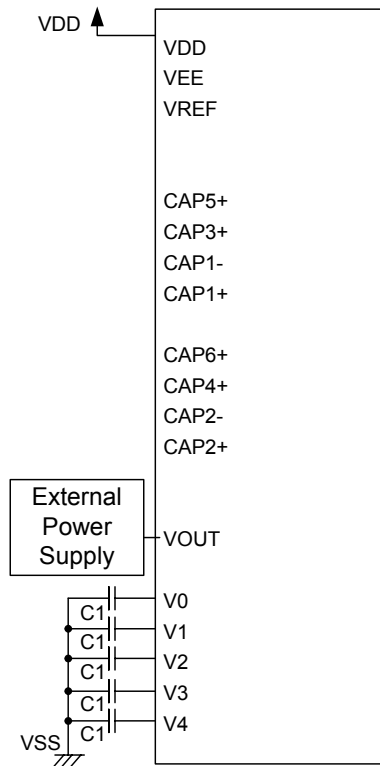 VDD
VDD
VEE
VREF
CAP5+
CAP3+
CAP1-
CAP1+
CAP6+
CAP4+
CAP2-
CAP2+
External
Power
Supply
VOUT
V0
C1
V1
C1
V2
C1
V3
C1
V4
C1
VSS